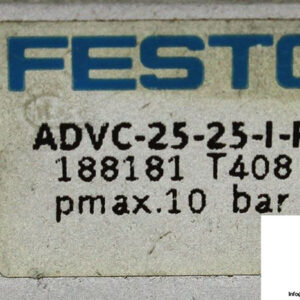 FESTO
ADVC-25-25-I-P
188181 T408
pmax.10 bar